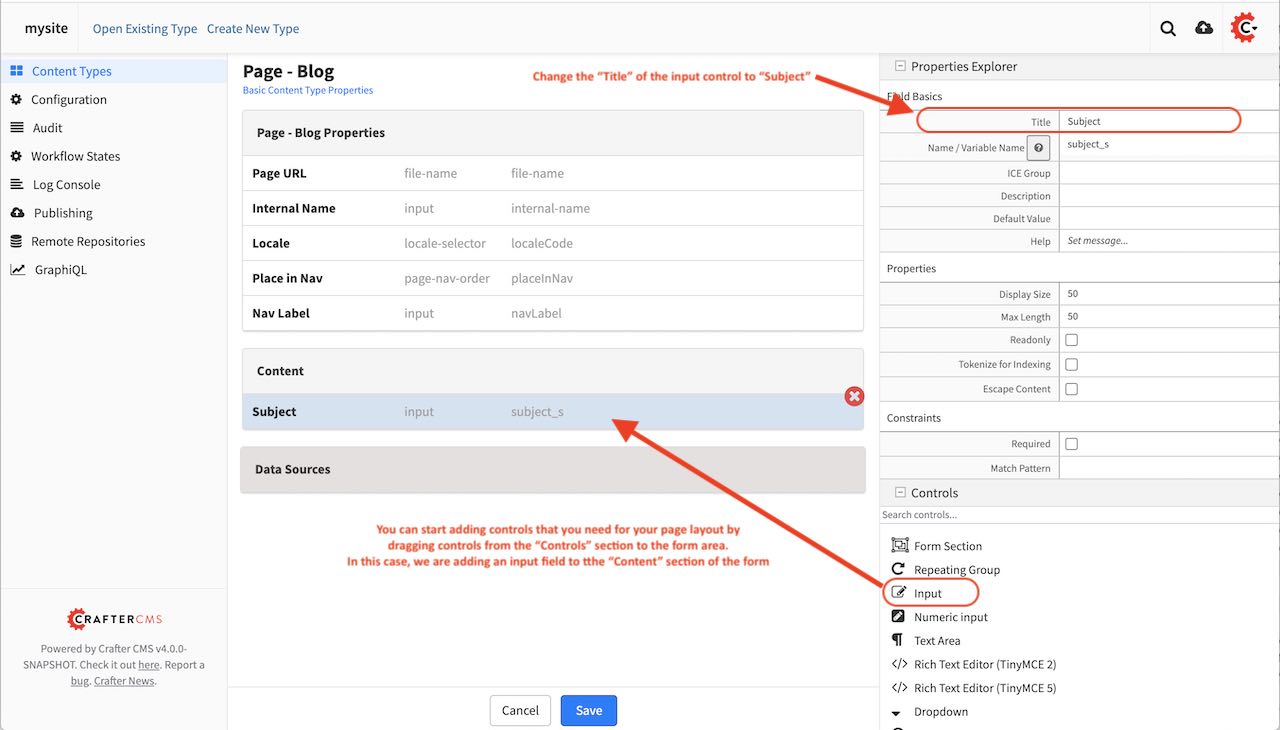 mysite
Open Existing Type Create New Type
Content Types
Configuration
Audit
Workflow States
Log Console
Publishing
Remote Repositories
GraphiQL
CRAFTERCMS
Powered by Crafter CMS v4.0.0-
SNAPSHOT. Check it out here. Report a
bug. Crafter News.
Page - Blog
Basic Content Type Properties
Change the “Title” of the input control to “Subject”
Page - Blog Properties
Page URL file-name file-name
Internal Name input internal-name
Locale locale-selector localeCode
Place in Nav page-nav-order placeInNav
Nav Label input navLabel
Content
Subject input subject_s
Data Sources
You can start adding controls that you need for your page layout by
dragging controls from the “Controls” section to the form area.
In this case, we are adding an input field to tthe “Content” section of the form
Cancel Save
C
Properties Explorer
Field Basics
Title Subject
Name / Variable Name ? subject_s
ICE Group
Description
Default Value
Help Set message...
Properties
Display Size 50
Max Length 50
Readonly
Tokenize for Indexing
Escape Content
Constraints
Required
Match Pattern
Controls
Search controls...
Form Section
Repeating Group
Input
Numeric input
Text Area
Rich Text Editor (TinyMCE 2)
Rich Text Editor (TinyMCE 5)
Dropdown